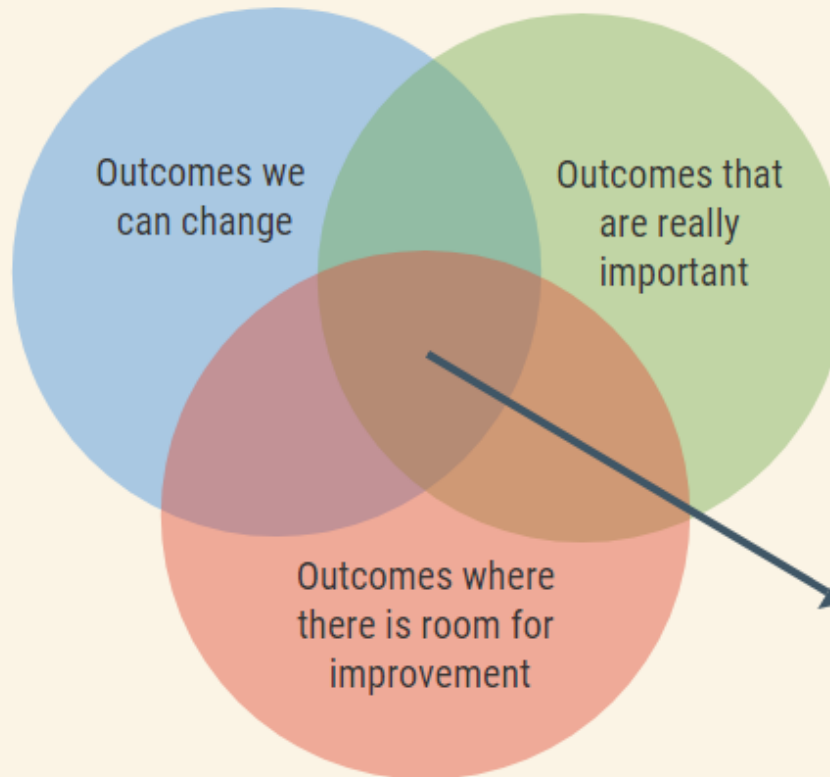 Outcomes we
can change
Outcomes that
are really
important
Outcomes where
there is room for
improvement